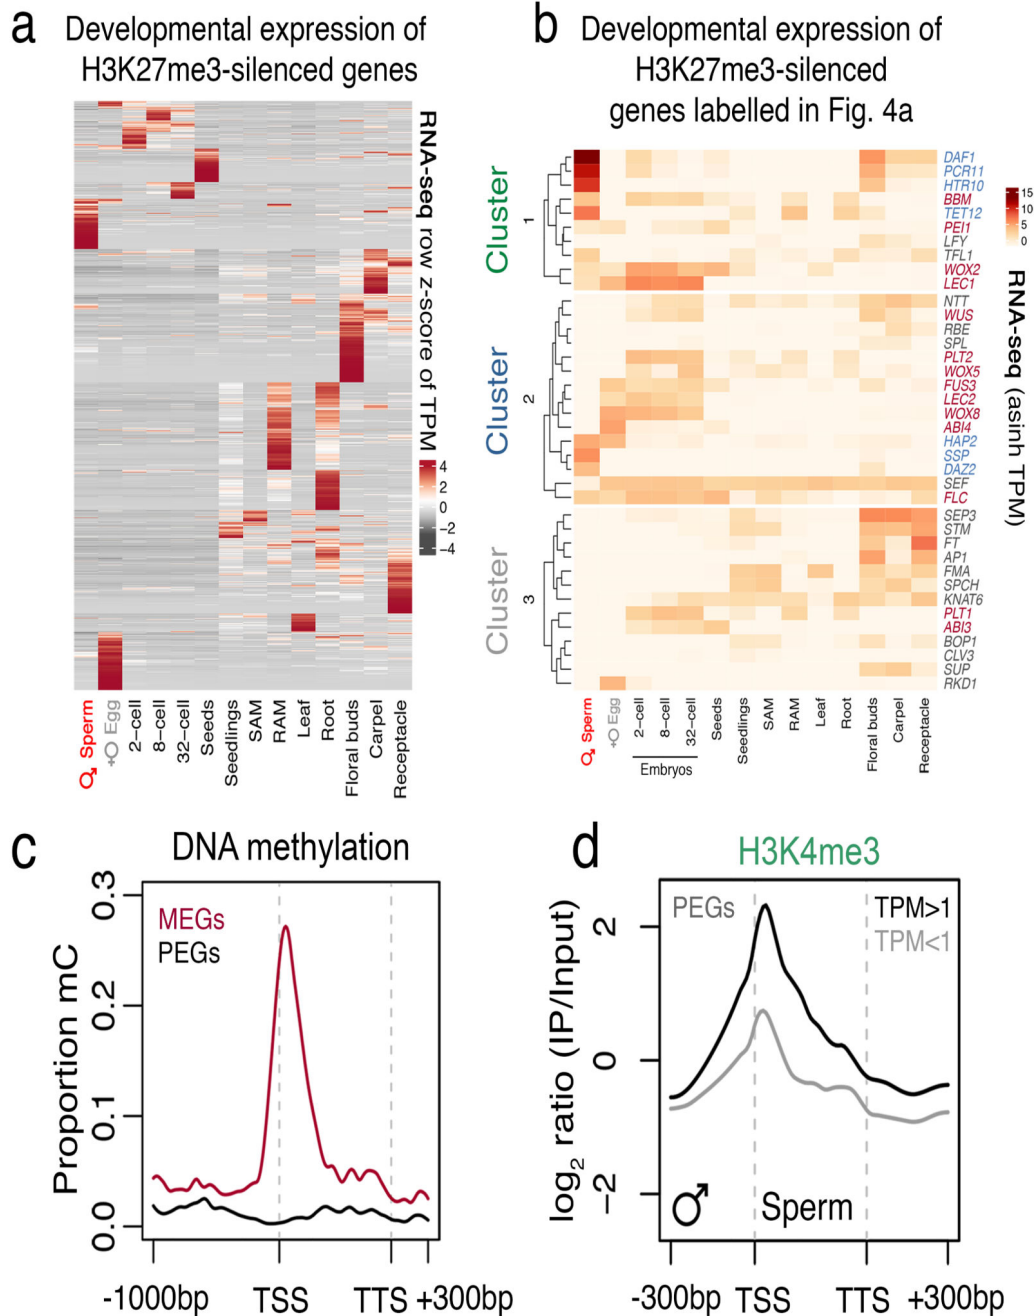 a
Developmental expression of
H3K27me3-silenced genes
RNA-seq row z-score of TPM
4
2
0
−2
−4
♂ Sperm
♀ Egg
2−cell
8−cell
32−cell
Seeds
Seedlings
SAM
RAM
Leaf
Root
Floral buds
Carpel
Receptacle
b
Developmental expression of
H3K27me3-silenced
genes labelled in Fig. 4a
Cluster
1
Cluster
2
Cluster
3
DAF1
PCR11
HTR10
BBM
TET12
PEI1
LFY
TFL1
WOX2
LEC1
NTT
WUS
RBE
SPL
PLT2
WOX5
FUS3
LEC2
WOX8
ABI4
HAP2
SSP
DAZ2
SEF
FLC
SEP3
STM
FT
AP1
FMA
SPCH
KNAT6
PLT1
ABI3
BOP1
CLV3
SUP
RKD1
15
10
5
0
RNA-seq (asinh TPM)
♂ Sperm
♀ Egg
2−cell
8−cell
32−cell
Embryos
Seeds
Seedlings
SAM
RAM
Leaf
Root
Floral buds
Carpel
Receptacle
c
DNA methylation
MEGs
PEGs
Proportion mC
0.3
0.2
0.1
0.0
-1000bp TSS TTS +300bp
d
H3K4me3
PEGs
TPM>1
TPM<1
log2 ratio (IP/Input)
2
0
−2
♂ Sperm
-300bp TSS TTS +300bp